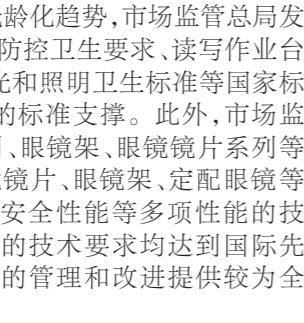 龄化趋势，市场监管总局发
防控卫生要求、读写作业台
光和照明卫生标准等国家标
的标准支撑。此外，市场监
、眼镜架、眼镜镜片系列等
镜片、眼镜架、定配眼镜等
安全性能等多项性能的技
的技术要求均达到国际先
的管理和改进提供较为全